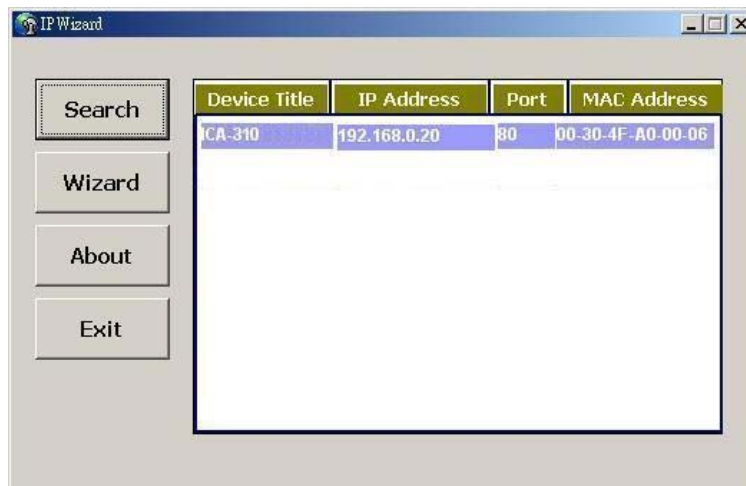 IP Wizard
Search
Wizard
About
Exit
Device Title IP Address Port MAC Address
ICA-310 192.168.0.20 80 00-30-4F-A0-00-06